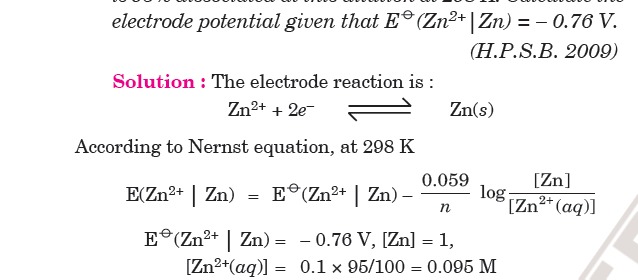 electrode potential given that E⊖(Zn²⁺|Zn) = – 0.76 V.
(H.P.S.B. 2009)
Solution : The electrode reaction is :
Zn²⁺ + 2e⁻ ⇌ Zn(s)
According to Nernst equation, at 298 K
E(Zn²⁺ | Zn) = E⊖(Zn²⁺ | Zn) – 0.059/n log [Zn]/[Zn²⁺(aq)]
E⊖(Zn²⁺ | Zn) = – 0.76 V, [Zn] = 1,
[Zn²⁺(aq)] = 0.1 × 95/100 = 0.095 M